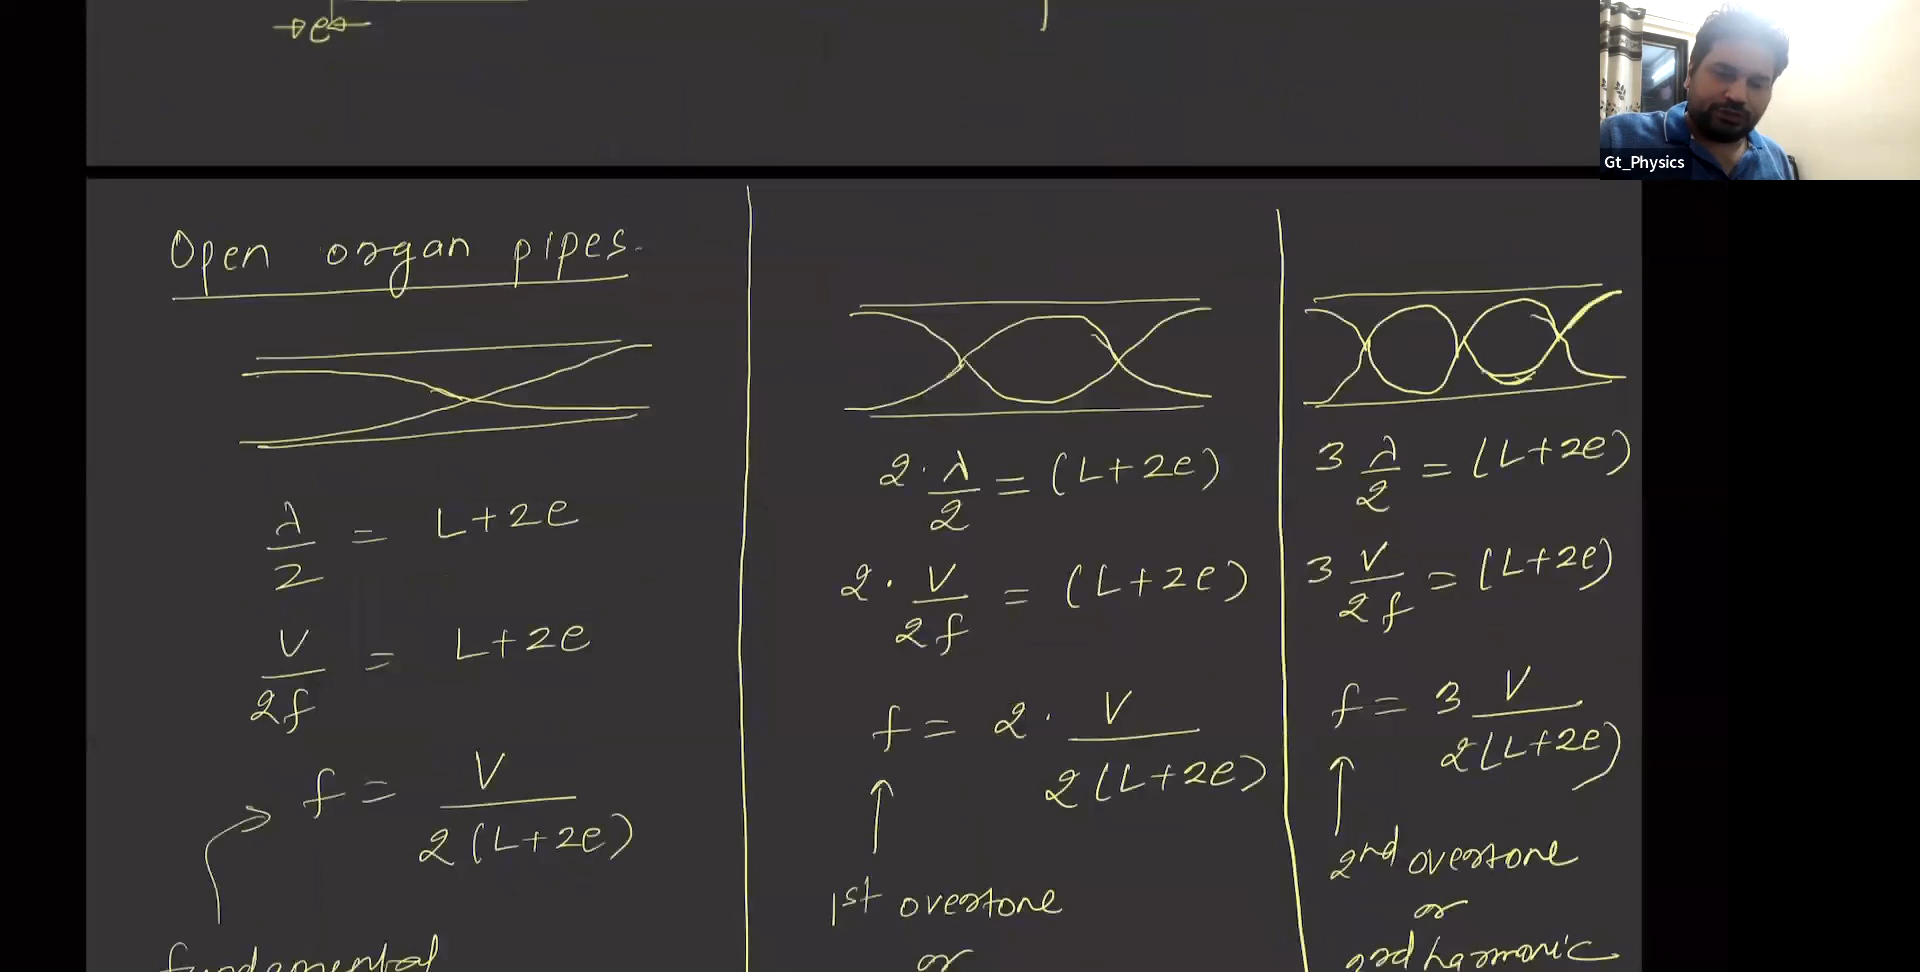 e
Gt_Physics
Open organ pipes.
λ/2 = L+2e
V/2f = L+2e
f = V/2(L+2e)
fundamental
2·λ/2 = (L+2e)
2·V/2f = (L+2e)
f = 2·V/2(L+2e)
1st overtone
or
3 λ/2 = (L+2e)
3 V/2f = (L+2e)
f = 3 V/2(L+2e)
2nd overtone
or
harmonic